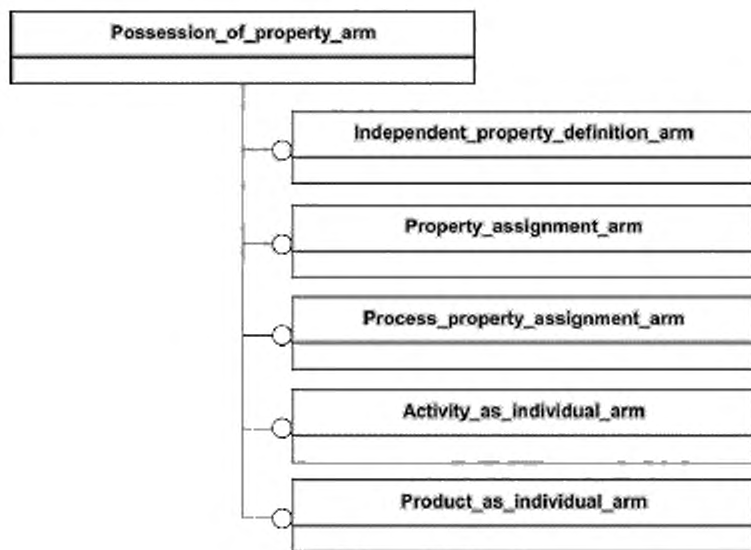 Possession_of_property_arm
Independent_property_definition_arm
Property_assignment_arm
Process_property_assignment_arm
Activity_as_individual_arm
Product_as_individual_arm